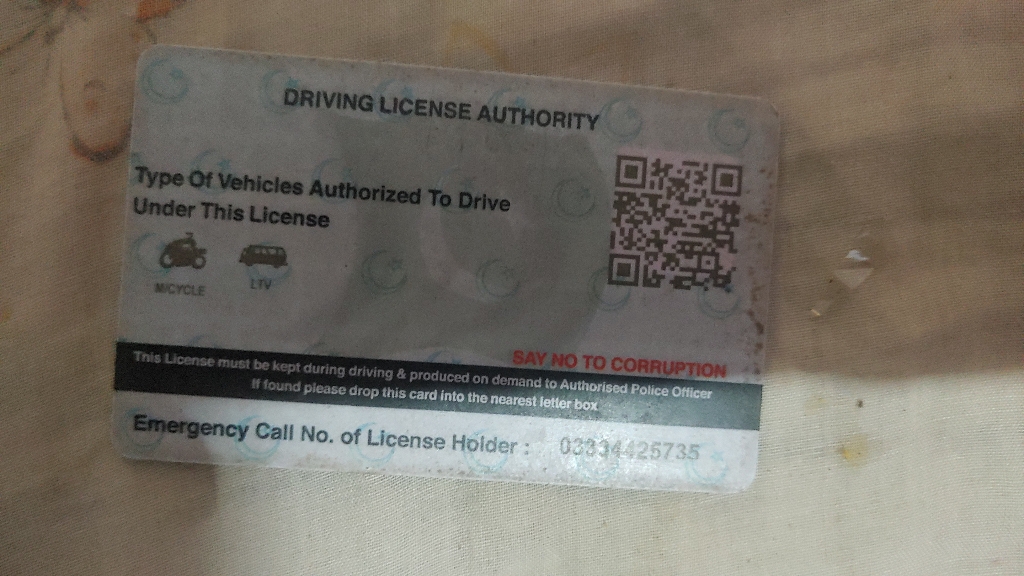 DRIVING LICENSE AUTHORITY
Type Of Vehicles Authorized To Drive
Under This License
M/CYCLE LTV
SAY NO TO CORRUPTION
This License must be kept during driving & produced on demand to Authorised Police Officer
If found please drop this card into the nearest letter box
Emergency Call No. of License Holder : 03334425735